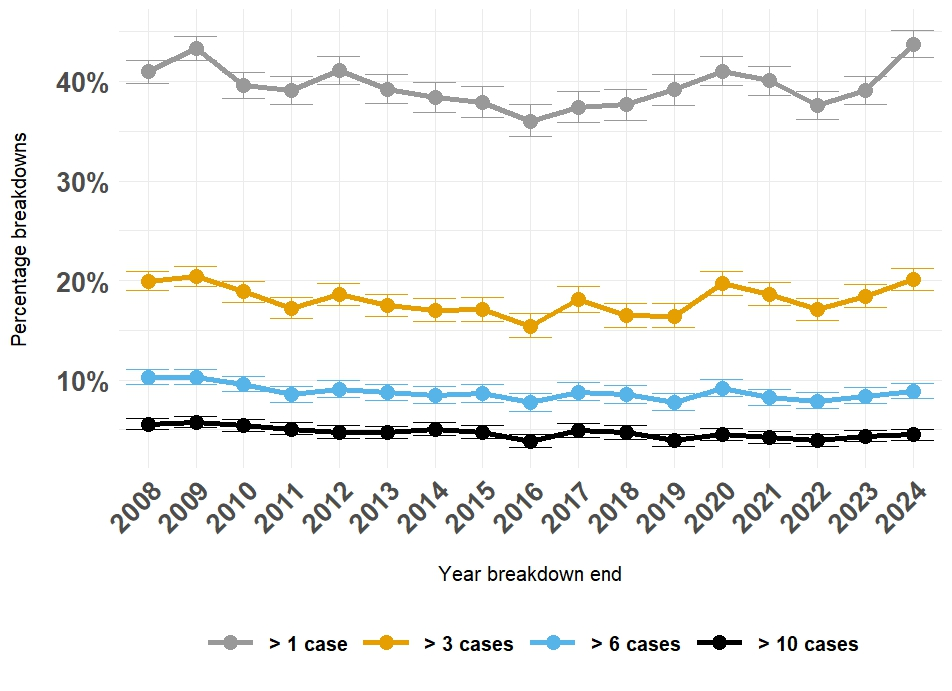 Percentage breakdowns
40%
30%
20%
10%
2008 2009 2010 2011 2012 2013 2014 2015 2016 2017 2018 2019 2020 2021 2022 2023 2024
Year breakdown end
> 1 case > 3 cases > 6 cases > 10 cases